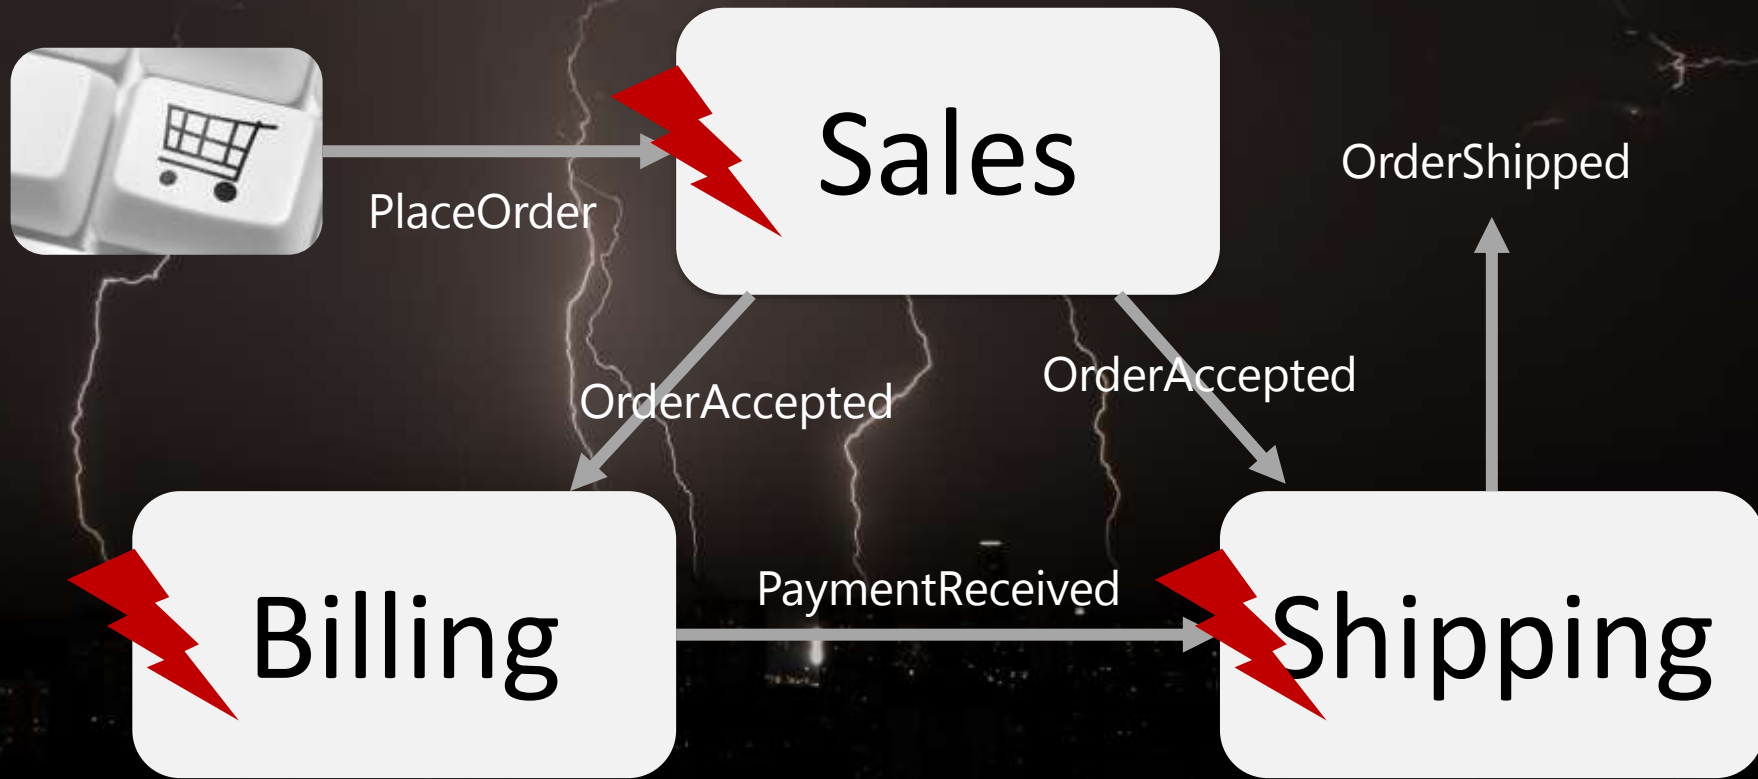 Sales
OrderShipped
PlaceOrder
OrderAccepted
OrderAccepted
PaymentReceived
Billing
Shipping